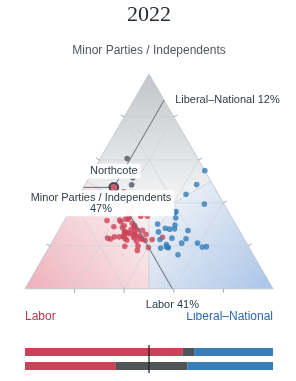 2022
Minor Parties / Independents
Liberal–National 12%
Northcote
Minor Parties / Independents
47%
Labor 41%
Labor
Liberal–National